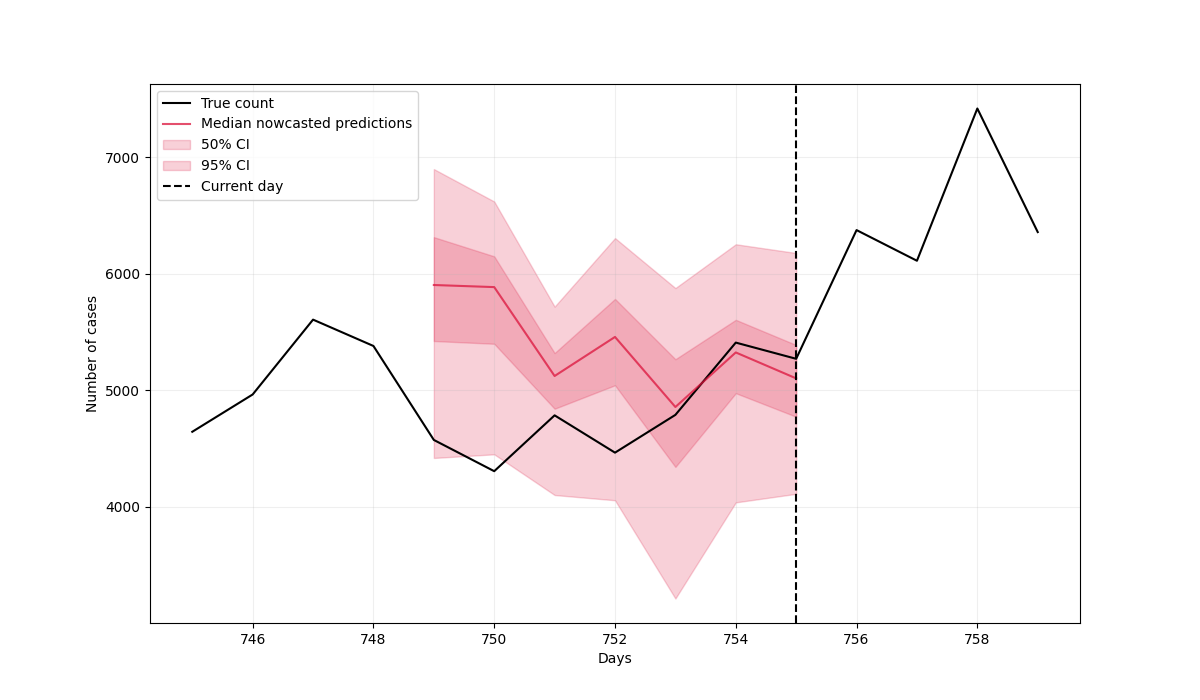 True count
Median nowcasted predictions
50% CI
95% CI
Current day
Number of cases
7000
6000
5000
4000
746 748 750 752 754 756 758
Days